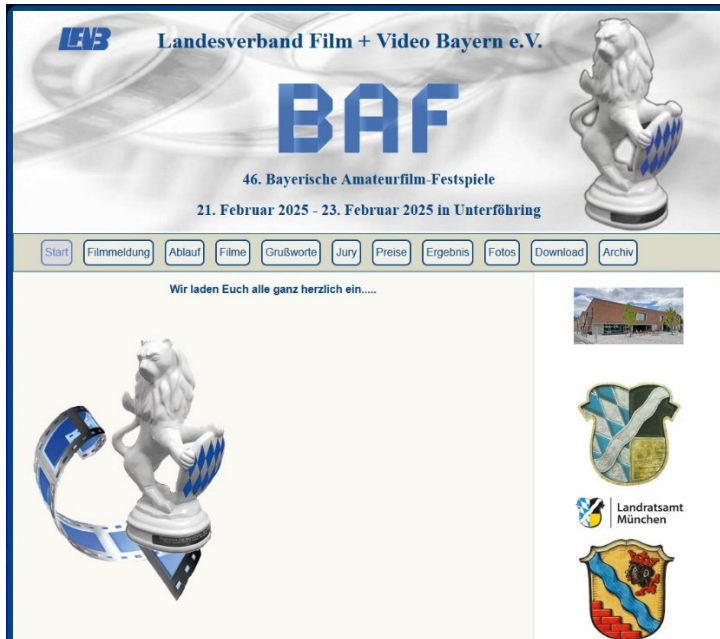 LFVB
Landesverband Film + Video Bayern e.V.
BAF
46. Bayerische Amateurfilm-Festspiele
21. Februar 2025 - 23. Februar 2025 in Unterföhring
Start Filmmeldung Ablauf Filme Grußworte Jury Preise Ergebnis Fotos Download Archiv
Wir laden Euch alle ganz herzlich ein.....
Landratsamt
München